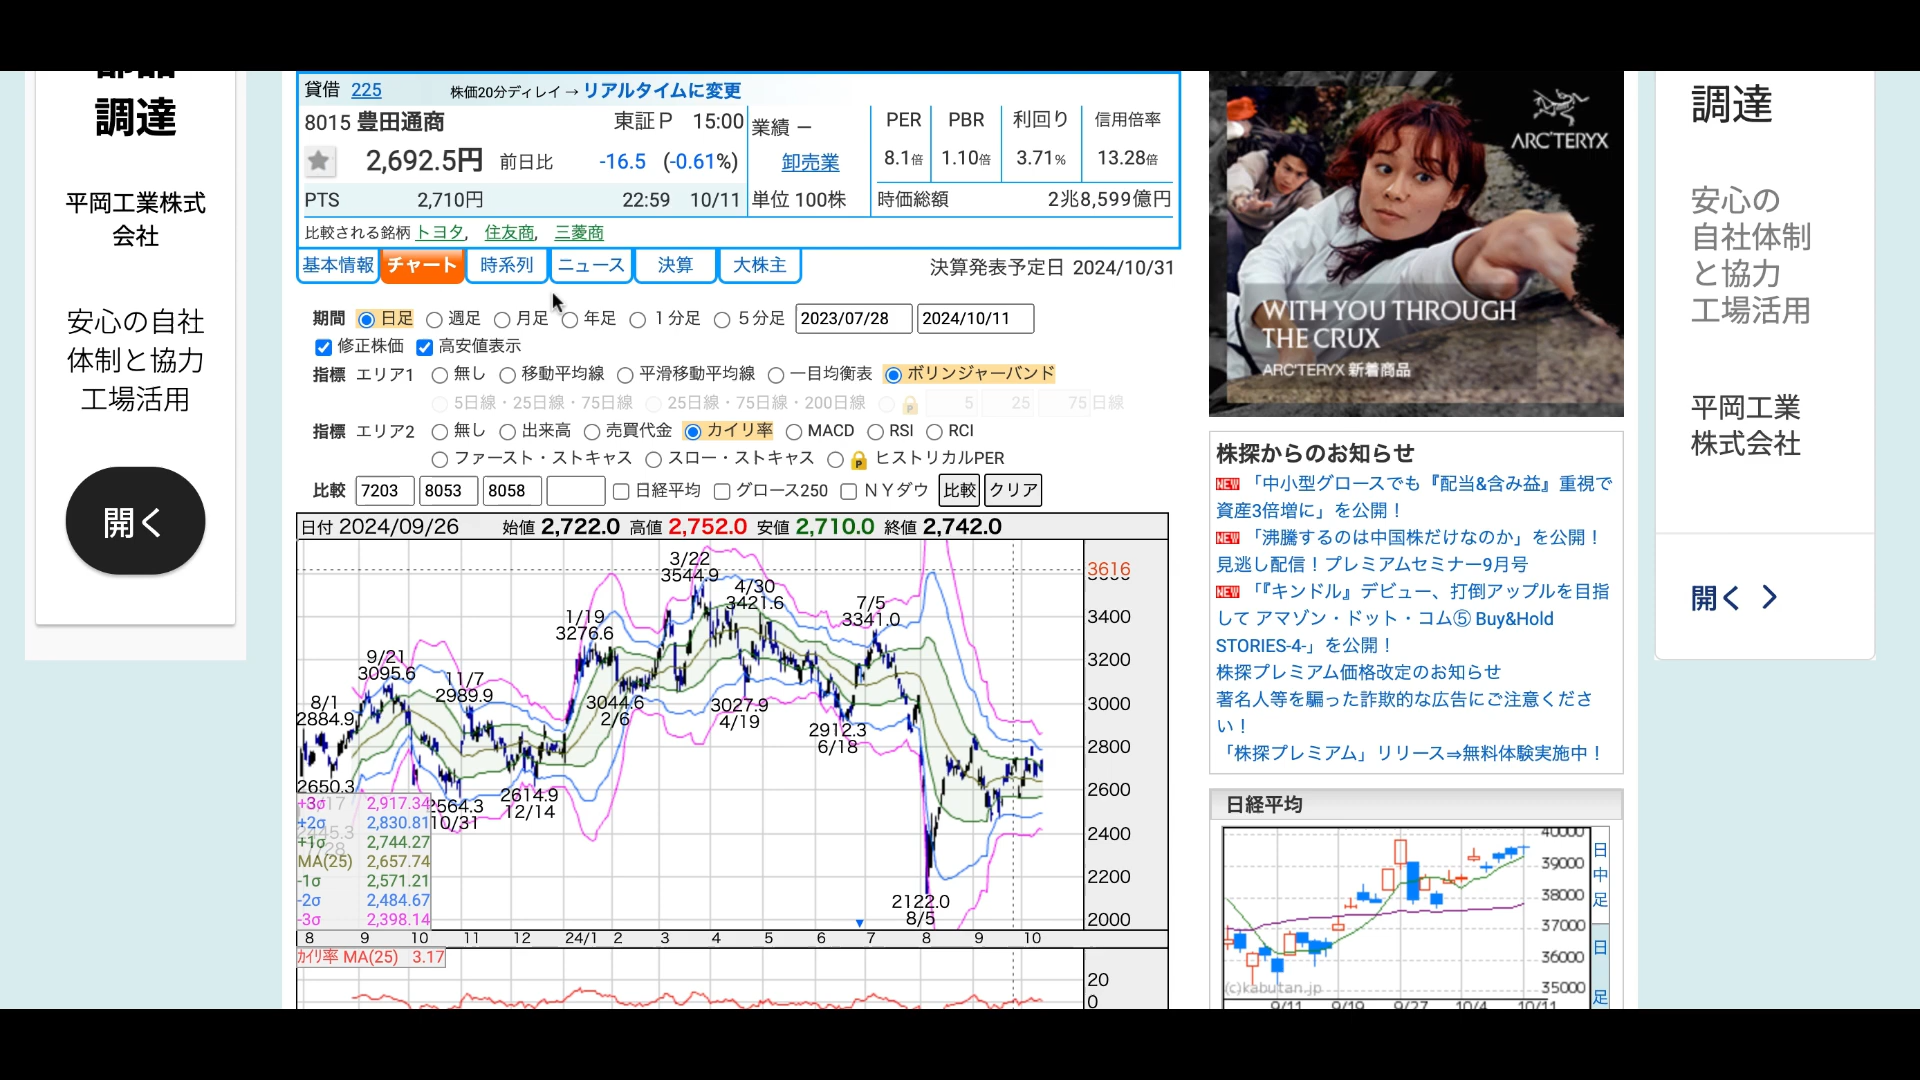 調達
平岡工業株式
会社
安心の自社
体制と協力
工場活用
開く
貸借 225 株価20分ディレイ → リアルタイムに変更
8015 豊田通商 東証P 15:00
2,692.5円 前日比 -16.5 (-0.61%)
PTS 2,710円 22:59 10/11
業績 ー
卸売業
単位 100株
PER PBR 利回り 信用倍率
8.1倍 1.10倍 3.71% 13.28倍
時価総額 2兆8,599億円
比較される銘柄 トヨタ, 住友商, 三菱商
基本情報 チャート 時系列 ニュース 決算 大株主 決算発表予定日 2024/10/31
期間 日足 週足 月足 年足 1分足 5分足 2023/07/28 2024/10/11
修正株価 高安値表示
指標 エリア1 無し 移動平均線 平滑移動平均線 一目均衡表 ボリンジャーバンド
5日線・25日線・75日線 25日線・75日線・200日線 P 5 25 75 日線
指標 エリア2 無し 出来高 売買代金 カイリ率 MACD RSI RCI
ファースト・ストキャス スロー・ストキャス P ヒストリカルPER
比較 7203 8053 8058 日経平均 グロース250 NYダウ 比較 クリア
日付 2024/09/26 始値 2,722.0 高値 2,752.0 安値 2,710.0 終値 2,742.0
3616
3400
3200
3000
2800
2600
2400
2200
2000
8/1
2884.9
2650.3
9/21
3095.6
11/7
2989.9
2564.3
10/31
2614.9
12/14
1/19
3276.6
3044.6
2/6
3/22
3544.9
4/30
3421.6
3027.9
4/19
2912.3
6/18
7/5
3341.0
2122.0
8/5
+3σ 2,917.34
+2σ 2,830.81
+1σ 2,744.27
MA(25) 2,657.74
-1σ 2,571.21
-2σ 2,484.67
-3σ 2,398.14
8 9 10 11 12 24/1 2 3 4 5 6 7 8 9 10
カイリ率 MA(25) 3.17
20
0
ARC'TERYX
WITH YOU THROUGH
THE CRUX
ARC'TERYX 新着商品
株探からのお知らせ
NEW 「中小型グロースでも『配当&含み益』重視で
資産3倍増に」を公開！
NEW 「沸騰するのは中国株だけなのか」を公開！
見逃し配信！プレミアムセミナー9月号
NEW 「『キンドル』デビュー、打倒アップルを目指
して アマゾン・ドット・コム⑤ Buy&Hold
STORIES-4-」を公開！
株探プレミアム価格改定のお知らせ
著名人等を騙った詐欺的な広告にご注意くださ
い！
「株探プレミアム」リリース⇒無料体験実施中！
日経平均
40000
39000
38000
37000
36000
35000
(c)kabutan.jp
9/11 9/19 9/27 10/4 10/11
日
中
足
日
足
調達
安心の
自社体制
と協力
工場活用
平岡工業
株式会社
開く